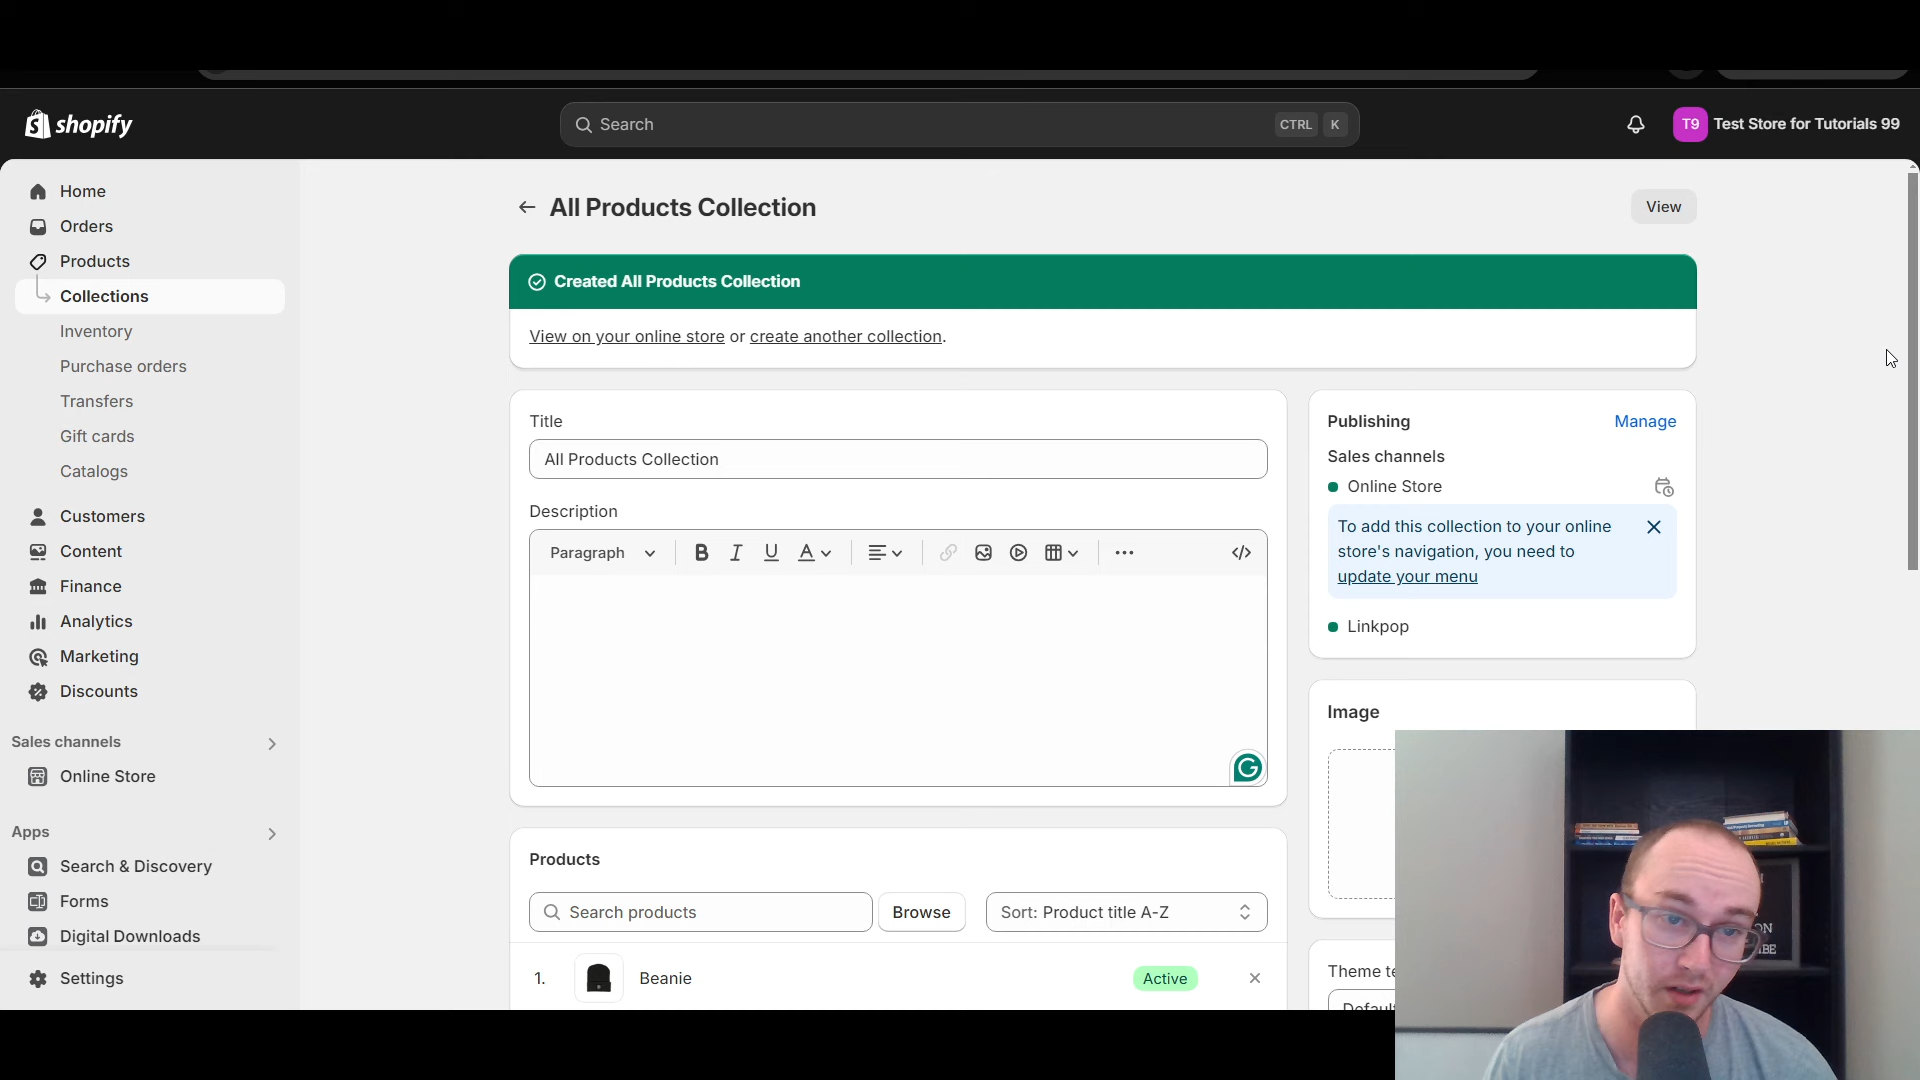 shopify
Search
CTRL K
T9
Test Store for Tutorials 99
Home
Orders
Products
Collections
Inventory
Purchase orders
Transfers
Gift cards
Catalogs
Customers
Content
Finance
Analytics
Marketing
Discounts
Sales channels
Online Store
Apps
Search & Discovery
Forms
Digital Downloads
Settings
All Products Collection
View
Created All Products Collection
View on your online store or create another collection.
Title
All Products Collection
Description
Paragraph
B I U A
Products
Search products
Browse
Sort: Product title A-Z
1.
Beanie
Active
Publishing
Manage
Sales channels
Online Store
To add this collection to your online
store's navigation, you need to
update your menu
Linkpop
Image